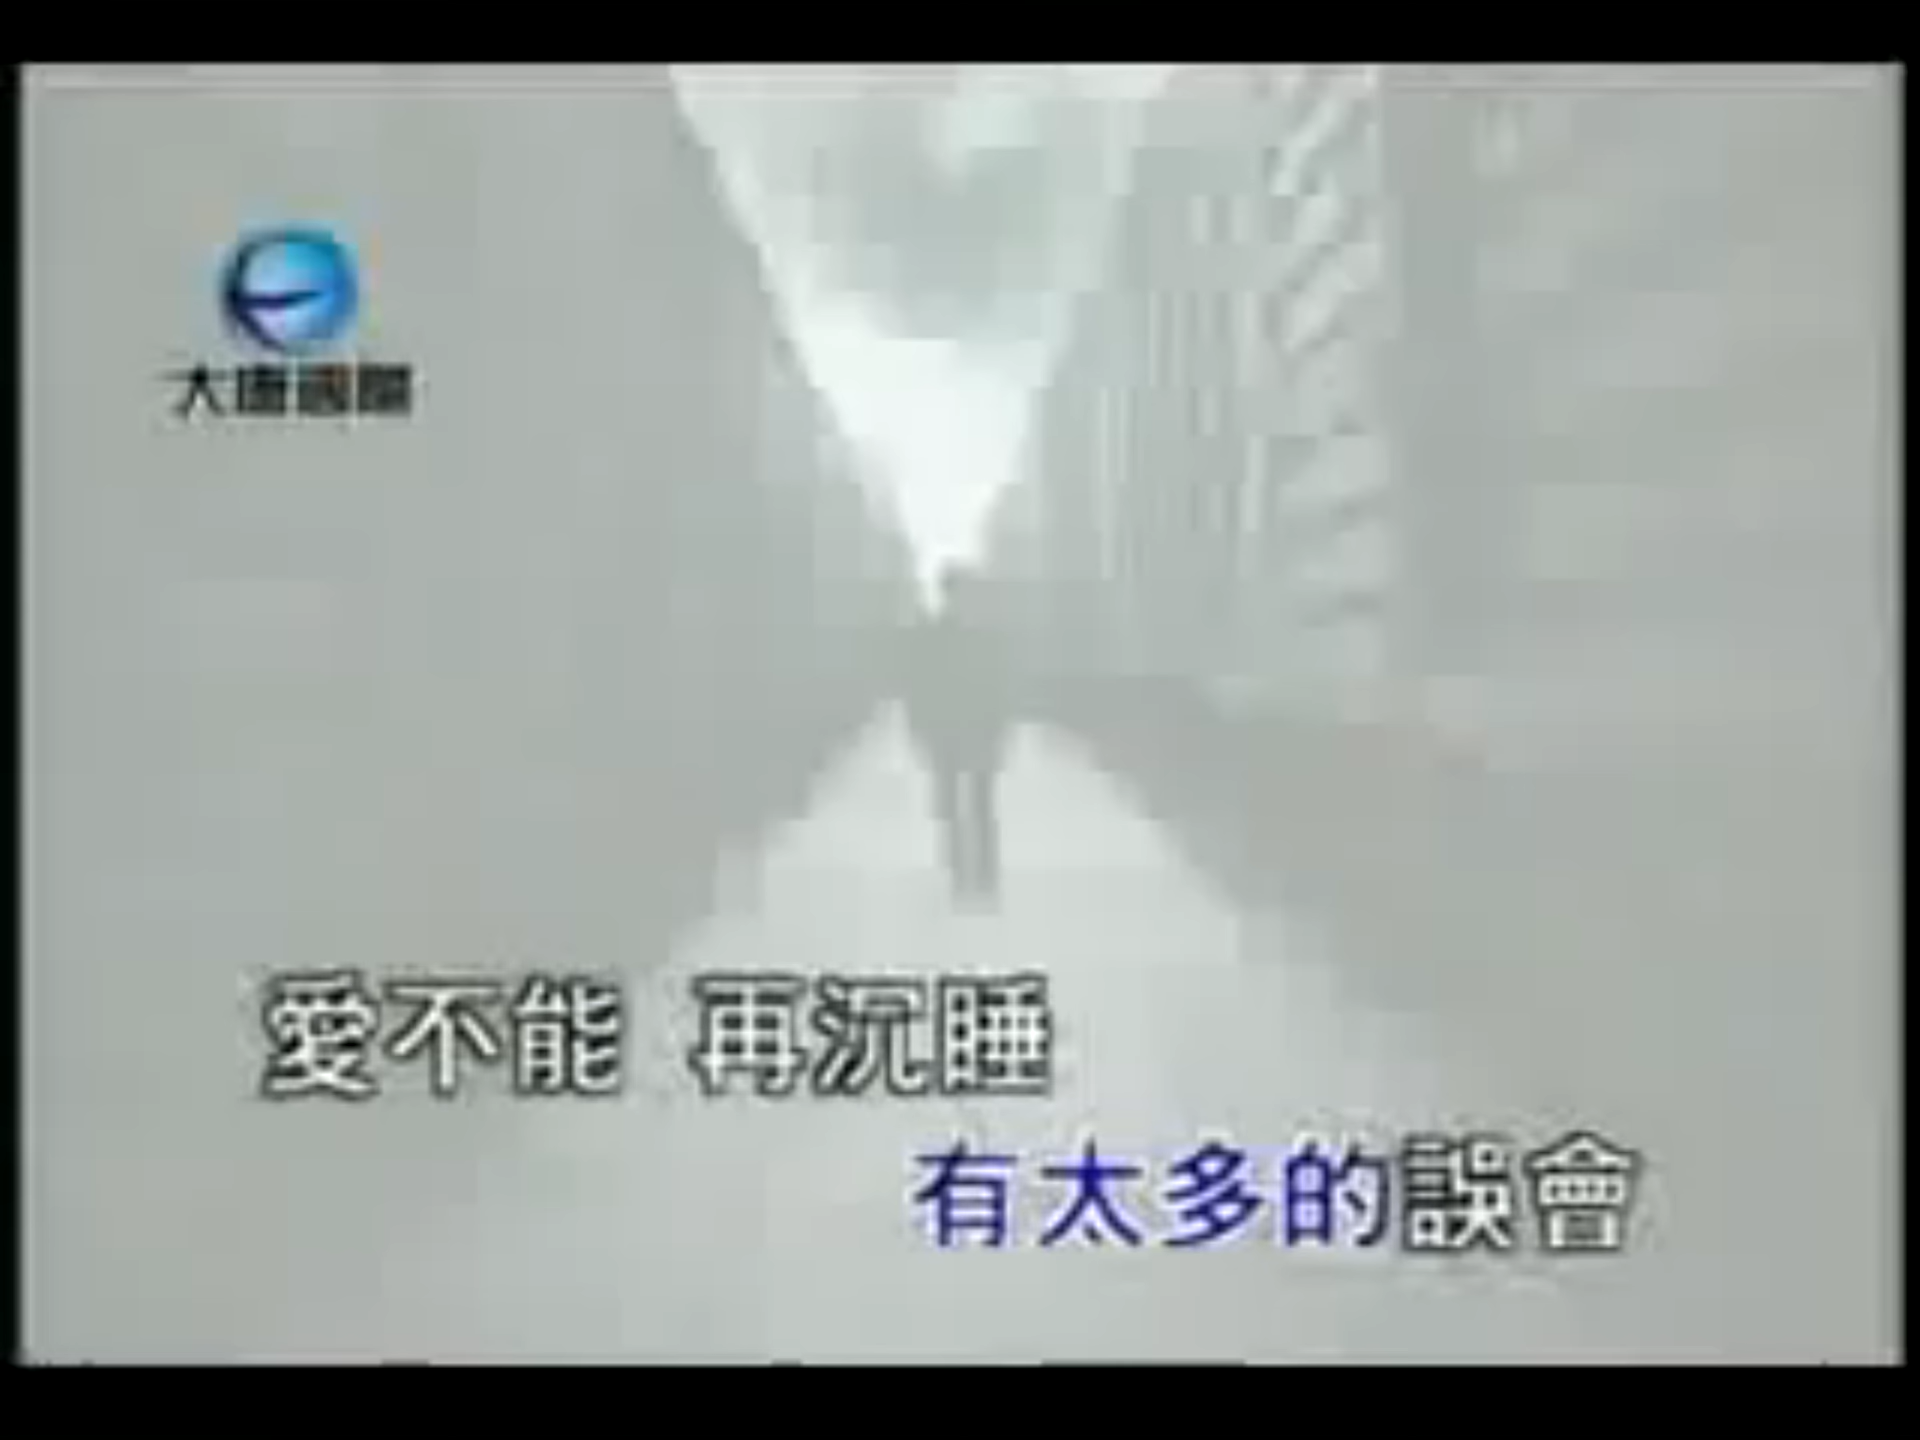 大唐國際
愛不能 再沉睡
有太多的誤會